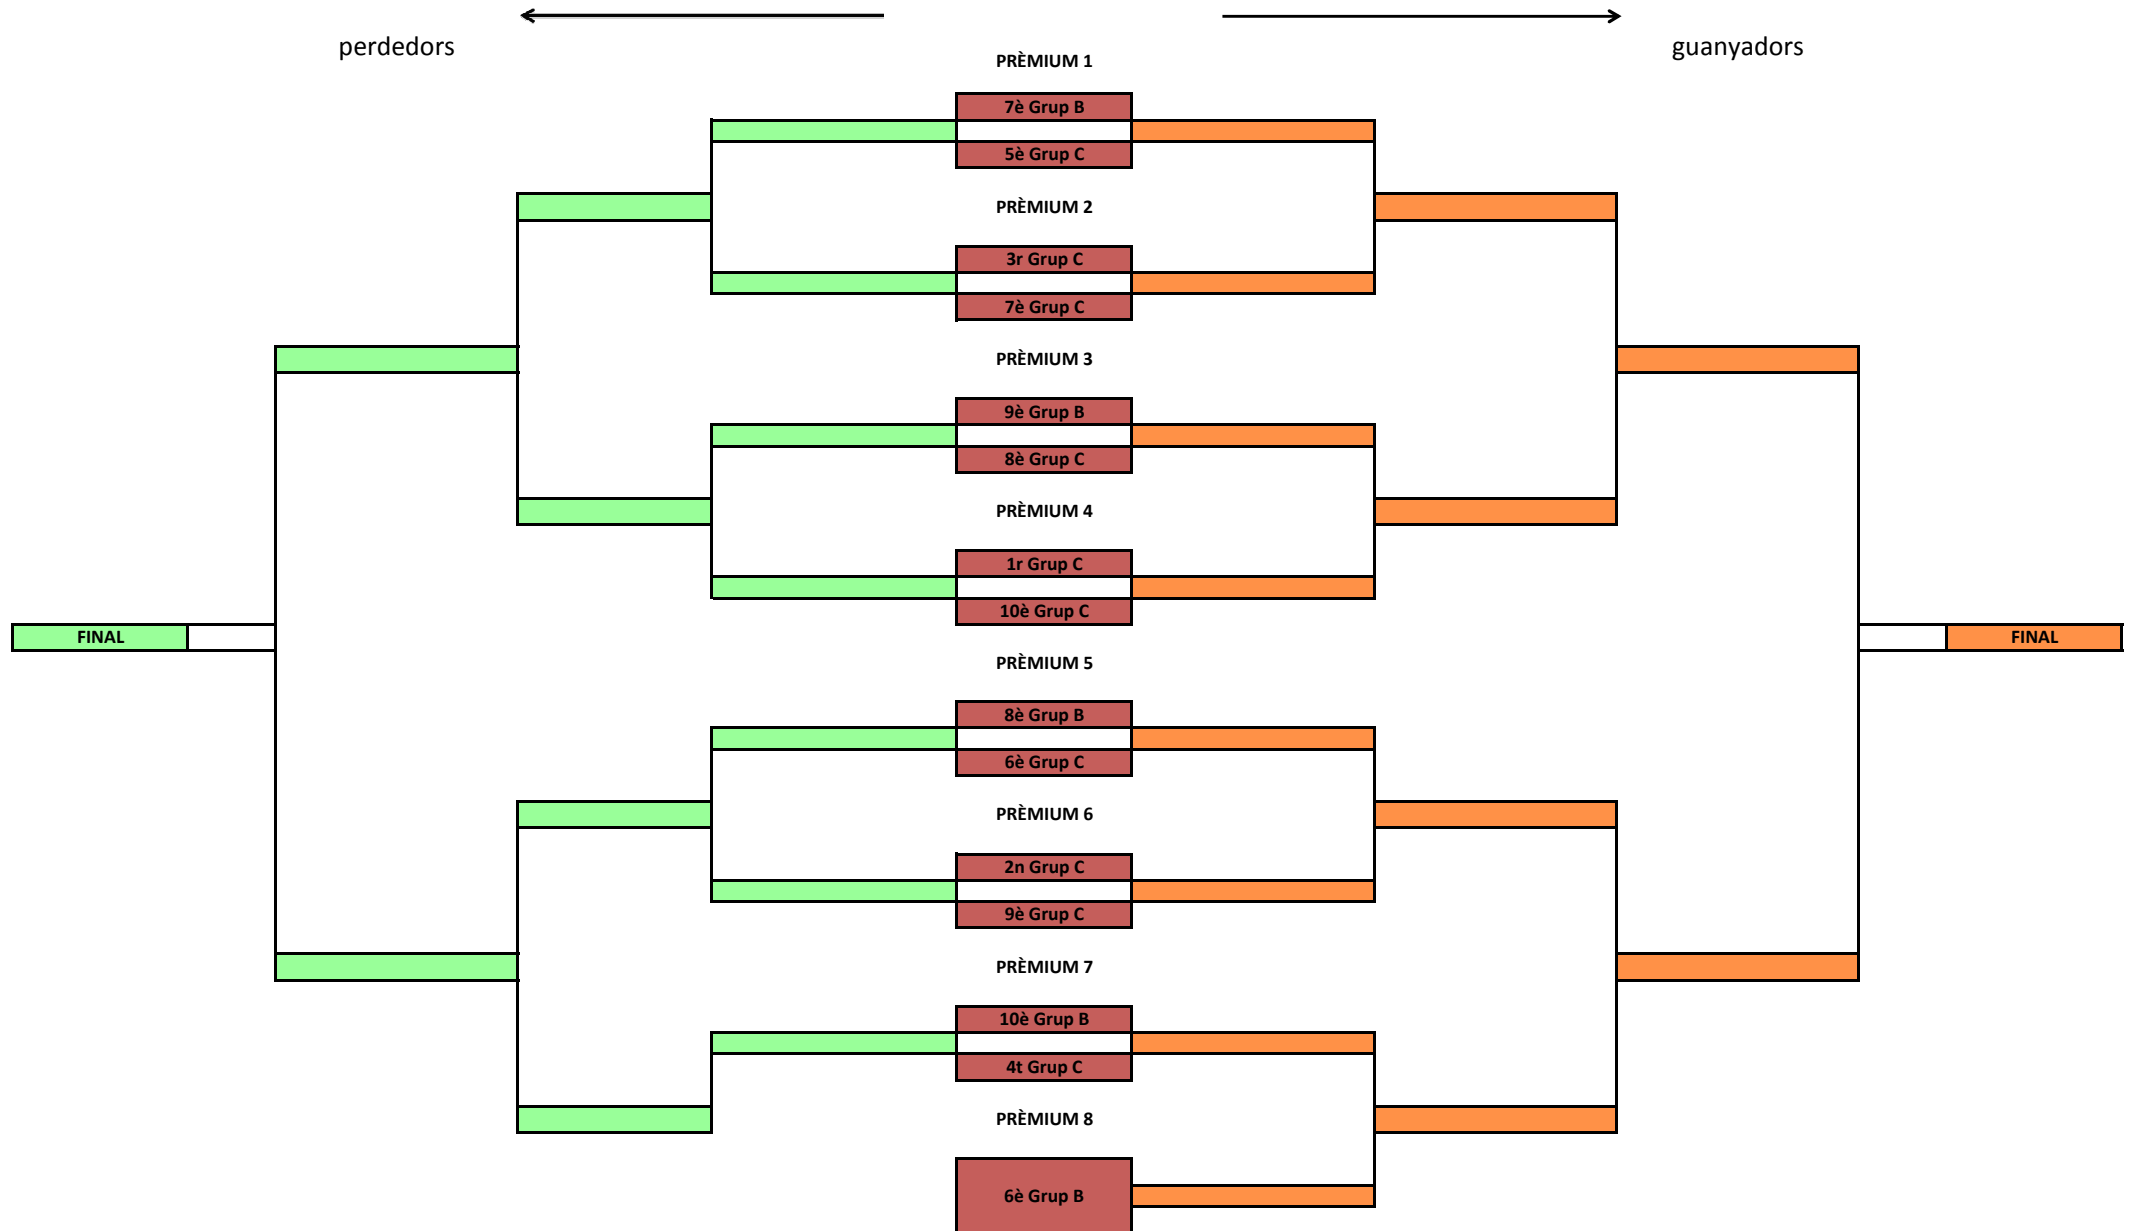 perdedors
guanyadors
PRÈMIUM 1
7è Grup B
5è Grup C
PRÈMIUM 2
3r Grup C
7è Grup C
PRÈMIUM 3
9è Grup B
8è Grup C
PRÈMIUM 4
1r Grup C
10è Grup C
FINAL
FINAL
PRÈMIUM 5
8è Grup B
6è Grup C
PRÈMIUM 6
2n Grup C
9è Grup C
PRÈMIUM 7
10è Grup B
4t Grup C
PRÈMIUM 8
6è Grup B